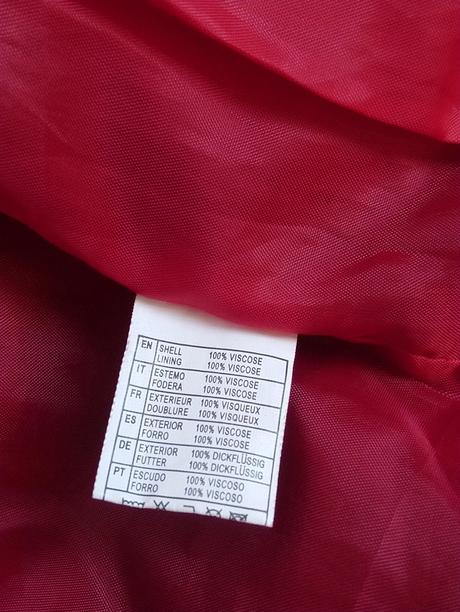 EN SHELL 100% VISCOSE
LINING 100% VISCOSE
IT ESTEMO 100% VISCOSE
FODERA 100% VISCOSE
FR EXTERIEUR 100% VISQUEUX
DOUBLURE 100% VISQUEUX
ES EXTERIOR 100% VISCOSE
FORRO 100% VISCOSE
DE EXTERIOR 100% DICKFLÜSSIG
FUTTER 100% DICKFLÜSSIG
PT ESCUDO 100% VISCOSO
FORRO 100% VISCOSO